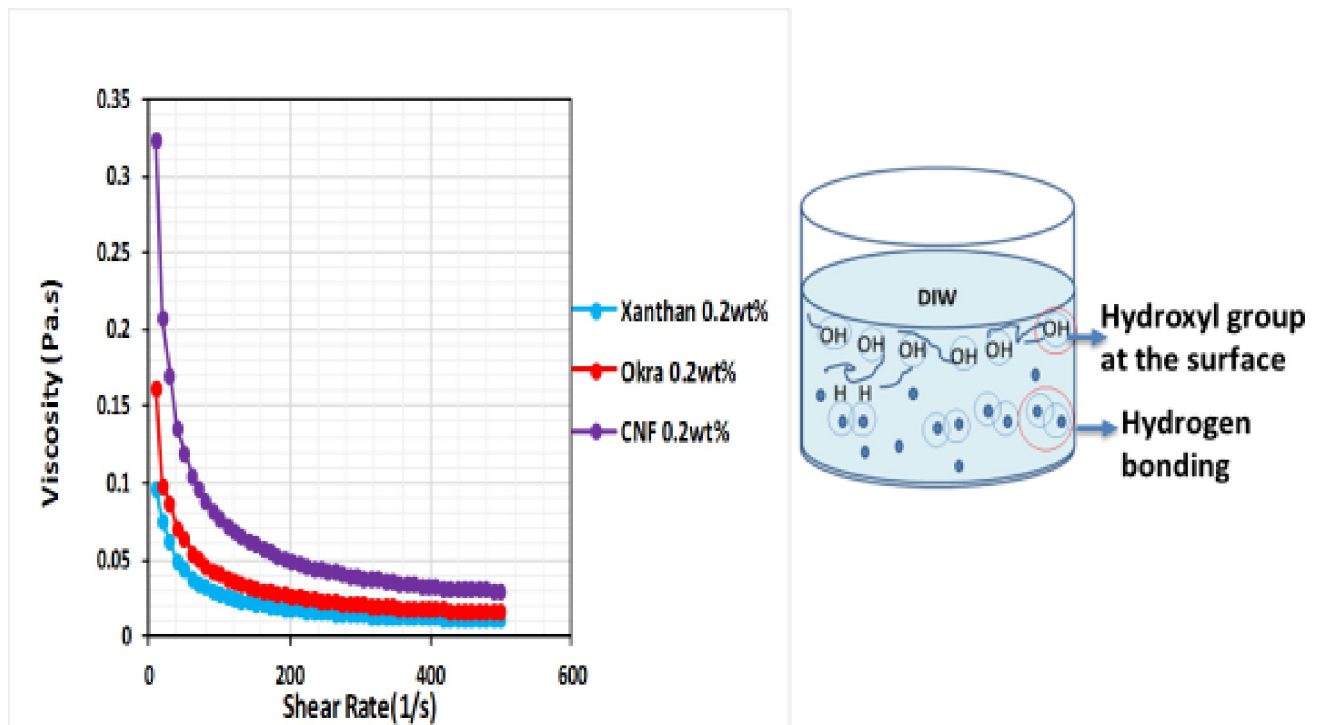 0.35
0.3
0.25
0.2
0.15
0.1
0.05
0
Viscosity (Pa.s)
0 200 400 600
Shear Rate(1/s)
Xanthan 0.2wt%
Okra 0.2wt%
CNF 0.2wt%
DIW
OH OH OH OH OH OH
H H
Hydroxyl group
at the surface
Hydrogen
bonding